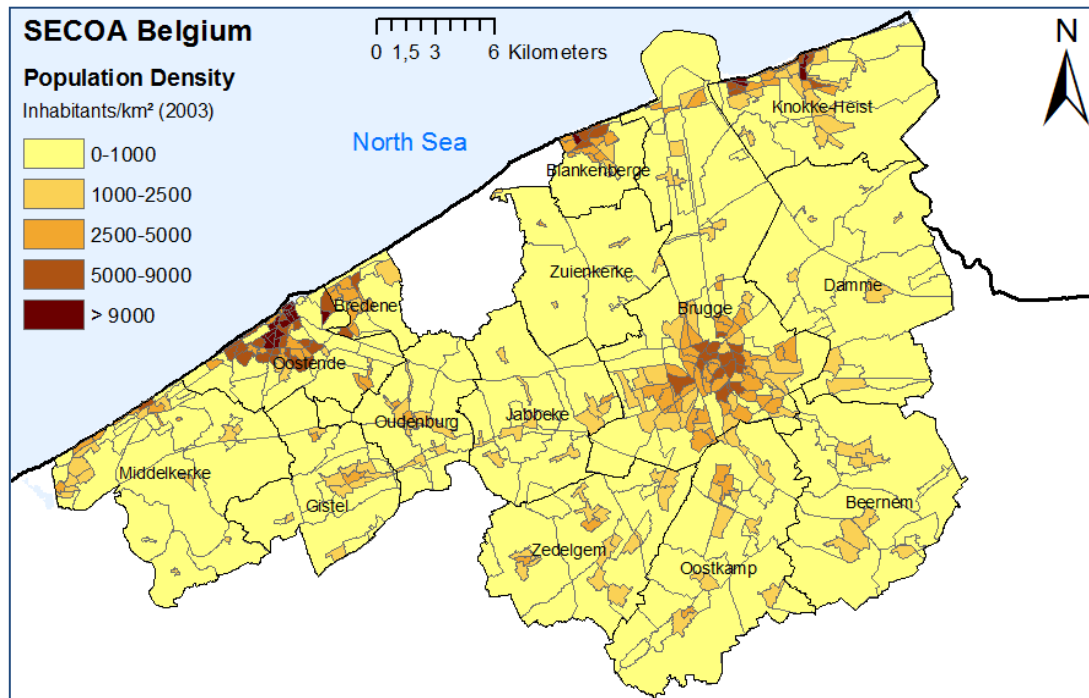 SECOA Belgium
Population Density
Inhabitants/km² (2003)
0-1000
1000-2500
2500-5000
5000-9000
> 9000
0 1,5 3 6 Kilometers
N
North Sea
Knokke-Heist
Blankenberge
Zuienkerke
Damme
Bredene
Brugge
Oostende
Oudenburg
Jabbeke
Middelkerke
Gistel
Beernem
Zedelgem
Oostkamp